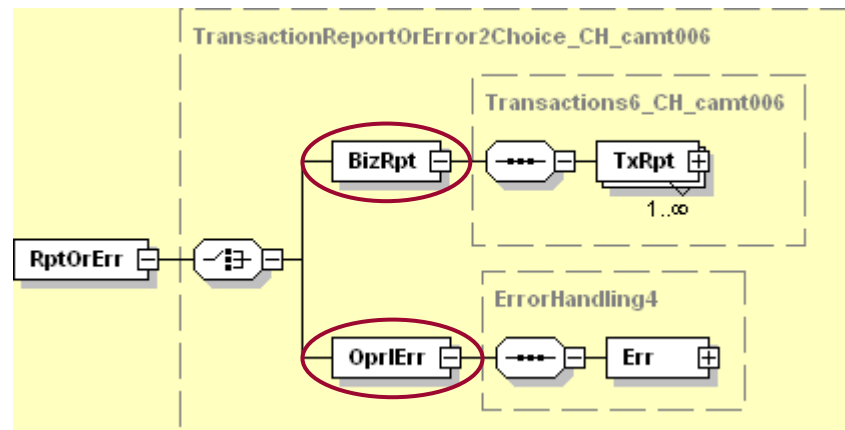 TransactionReportOrError2Choice_CH_camt006
Transactions6_CH_camt006
BizRpt
TxRpt
1..∞
RptOrErr
ErrorHandling4
OprlErr
Err